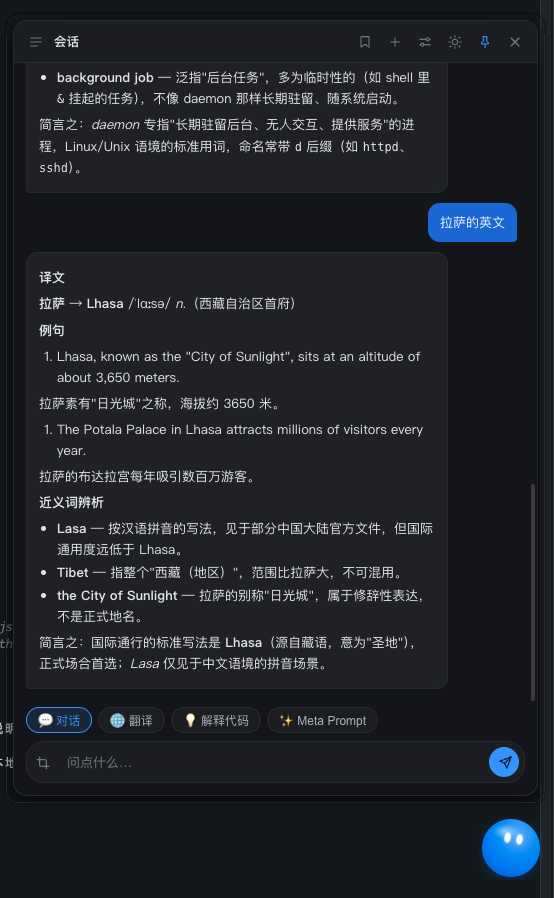 会话
• background job — 泛指"后台任务"，多为临时性的（如 shell 里
& 挂起的任务），不像 daemon 那样长期驻留、随系统启动。
简言之：daemon 专指"长期驻留后台、无人交互、提供服务"的进
程，Linux/Unix 语境的标准用词，命名常带 d 后缀（如 httpd、
sshd）。
拉萨的英文
译文
拉萨 → Lhasa /ˈlɑːsə/ n.（西藏自治区首府）
例句
1. Lhasa, known as the "City of Sunlight", sits at an altitude of
about 3,650 meters.
拉萨素有"日光城"之称，海拔约 3650 米。
1. The Potala Palace in Lhasa attracts millions of visitors every
year.
拉萨的布达拉宫每年吸引数百万游客。
近义词辨析
• Lasa — 按汉语拼音的写法，见于部分中国大陆官方文件，但国际
通用度远低于 Lhasa。
• Tibet — 指整个"西藏（地区）"，范围比拉萨大，不可混用。
• the City of Sunlight — 拉萨的别称"日光城"，属于修辞性表达，
不是正式地名。
简言之：国际通行的标准写法是 Lhasa（源自藏语，意为"圣地"），
正式场合首选；Lasa 仅见于中文语境的拼音场景。
js
th
明
地
💬 对话
🌐 翻译
💡 解释代码
✨ Meta Prompt
问点什么…